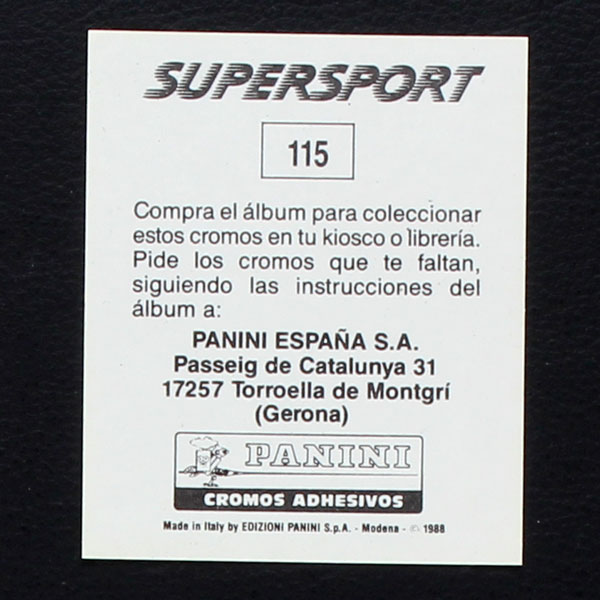 SUPERSPORT
115
Compra el álbum para coleccionar
estos cromos en tu kiosco o librería.
Pide los cromos que te faltan,
siguiendo las instrucciones del
álbum a:
PANINI ESPAÑA S.A.
Passeig de Catalunya 31
17257 Torroella de Montgrí
(Gerona)
PANINI
CROMOS ADHESIVOS
Made in Italy by EDIZIONI PANINI S.p.A. - Modena - © 1988